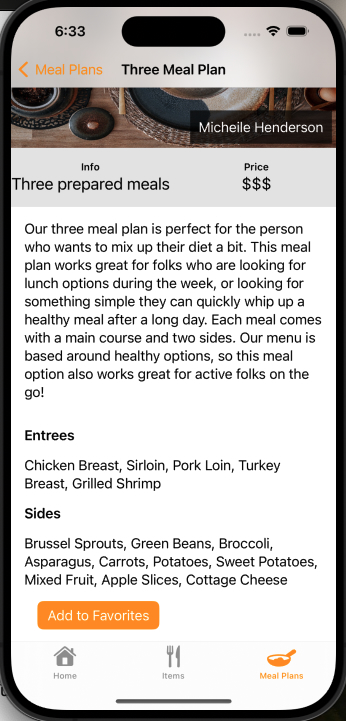 6:33
Meal Plans
Three Meal Plan
Micheile Henderson
Info
Price
Three prepared meals
$$$
Our three meal plan is perfect for the person
who wants to mix up their diet a bit. This meal
plan works great for folks who are looking for
lunch options during the week, or looking for
something simple they can quickly whip up a
healthy meal after a long day. Each meal comes
with a main course and two sides. Our menu is
based around healthy options, so this meal
option also works great for active folks on the
go!
Entrees
Chicken Breast, Sirloin, Pork Loin, Turkey
Breast, Grilled Shrimp
Sides
Brussel Sprouts, Green Beans, Broccoli,
Asparagus, Carrots, Potatoes, Sweet Potatoes,
Mixed Fruit, Apple Slices, Cottage Cheese
Add to Favorites
Home
Items
Meal Plans